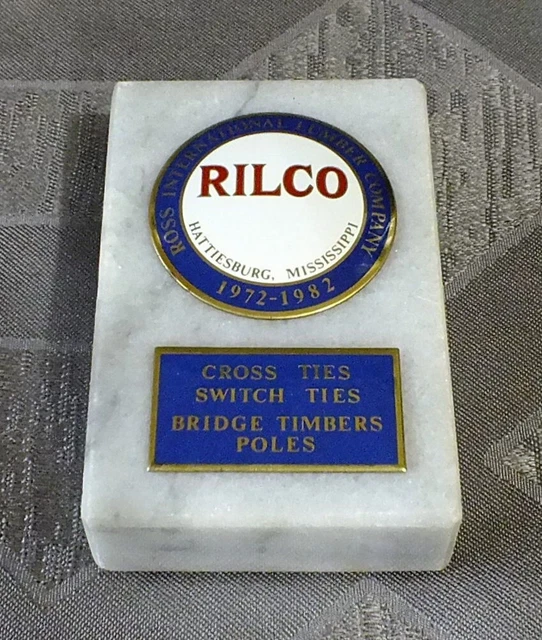 ROSS INTERNATIONAL LUMBER COMPANY
RILCO
HATTIESBURG, MISSISSIPPI
1972-1982
CROSS TIES
SWITCH TIES
BRIDGE TIMBERS
POLES